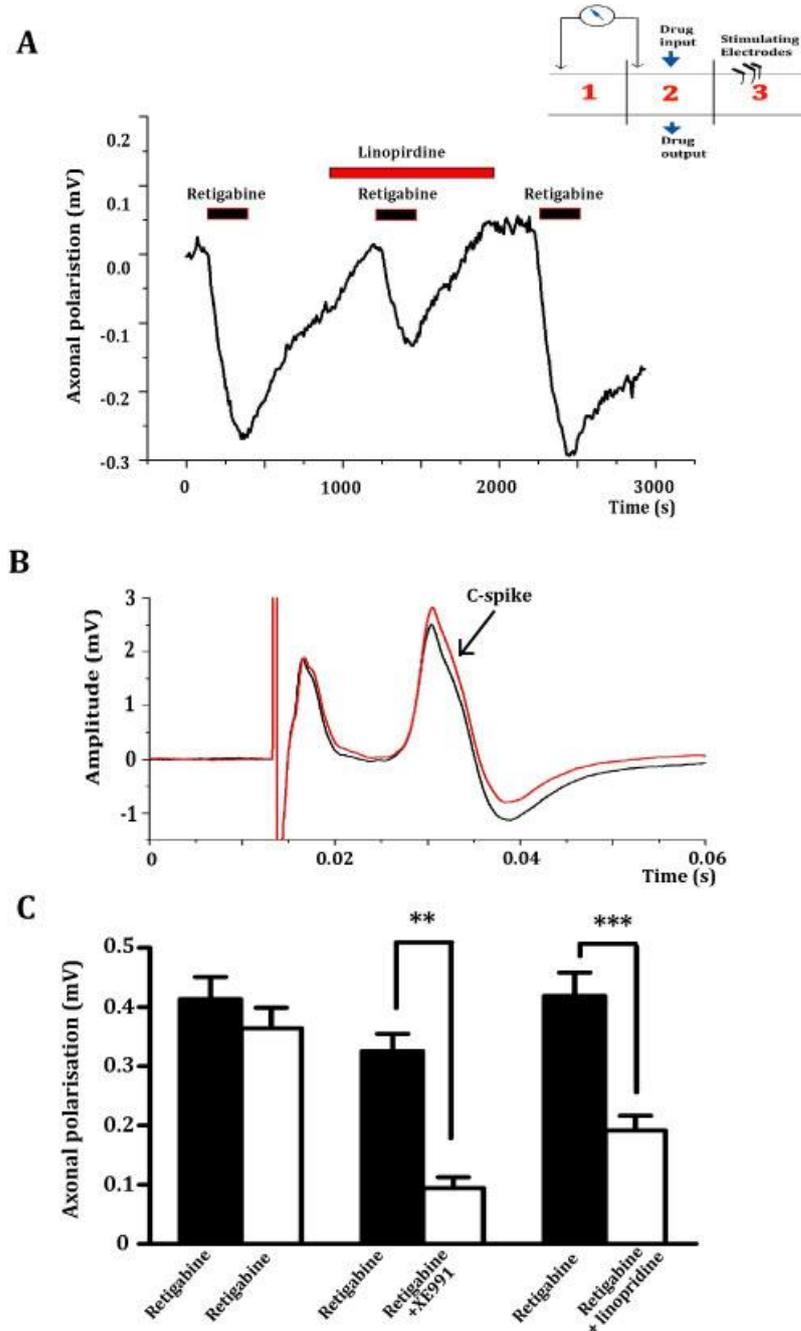 A
Drug
input
Stimulating
Electrodes
1
2
3
Drug
output
Axonal polaristion (mV)
0.2
0.1
0.0
-0.1
-0.2
-0.3
Linopirdine
Retigabine
Retigabine
Retigabine
0
1000
2000
3000
Time (s)
B
Amplitude (mV)
3
2
1
0
-1
C-spike
0
0.02
0.04
0.06
Time (s)
C
Axonal polarisation (mV)
0.5
0.4
0.3
0.2
0.1
0
**
***
Retigabine
Retigabine
Retigabine
Retigabine
+XE991
Retigabine
Retigabine
+ linopridine